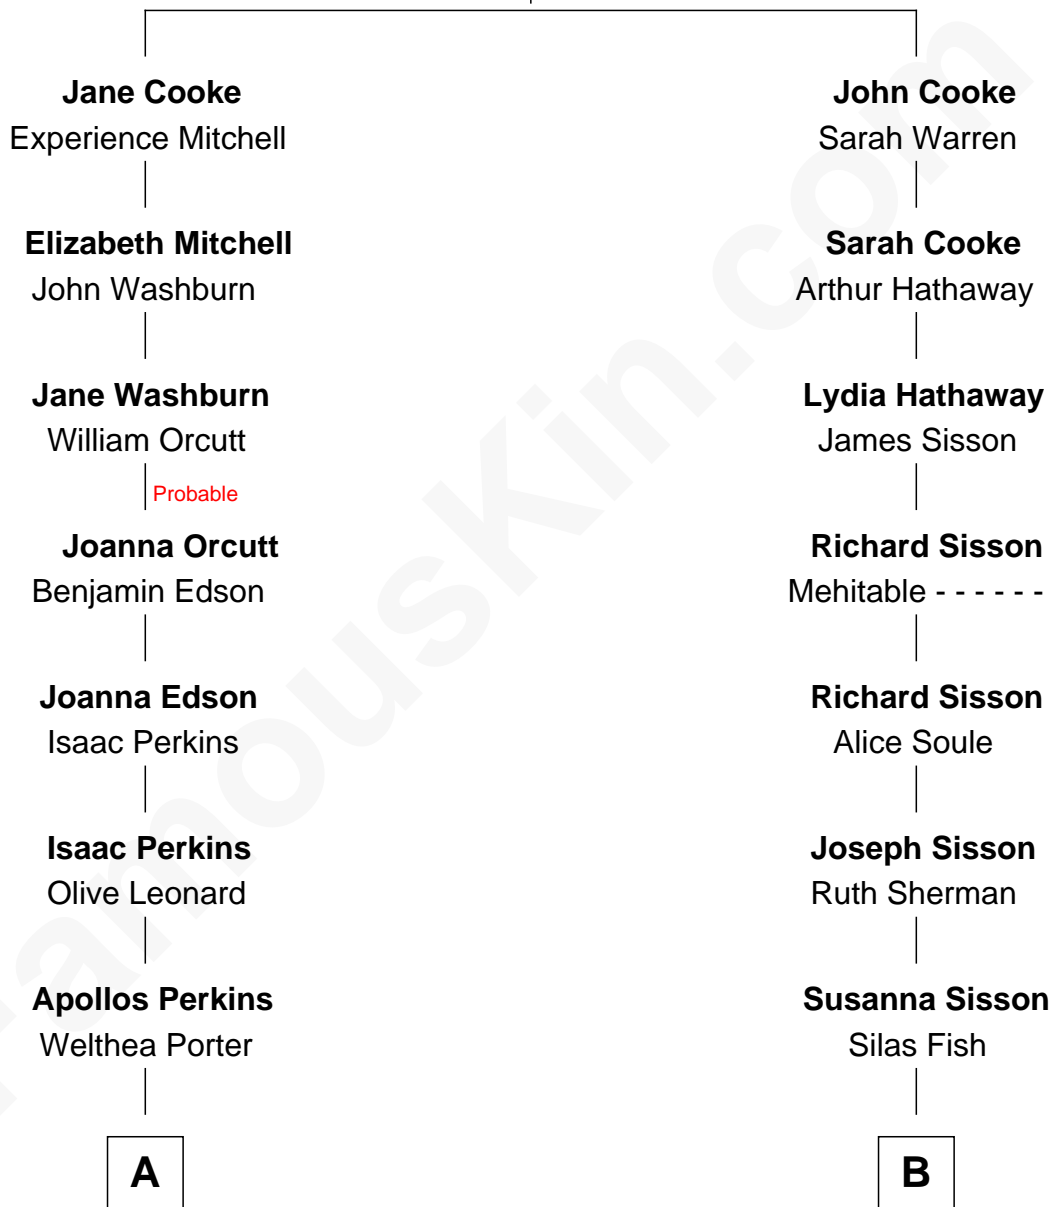 Jane Cooke
Experience Mitchell
Elizabeth Mitchell
John Washburn
Jane Washburn
William Orcutt
Probable
Joanna Orcutt
Benjamin Edson
Joanna Edson
Isaac Perkins
Isaac Perkins
Olive Leonard
Apollos Perkins
Welthea Porter
A
John Cooke
Sarah Warren
Sarah Cooke
Arthur Hathaway
Lydia Hathaway
James Sisson
Richard Sisson
Mehitable - - - - - -
Richard Sisson
Alice Soule
Joseph Sisson
Ruth Sherman
Susanna Sisson
Silas Fish
B
FamousKin.com